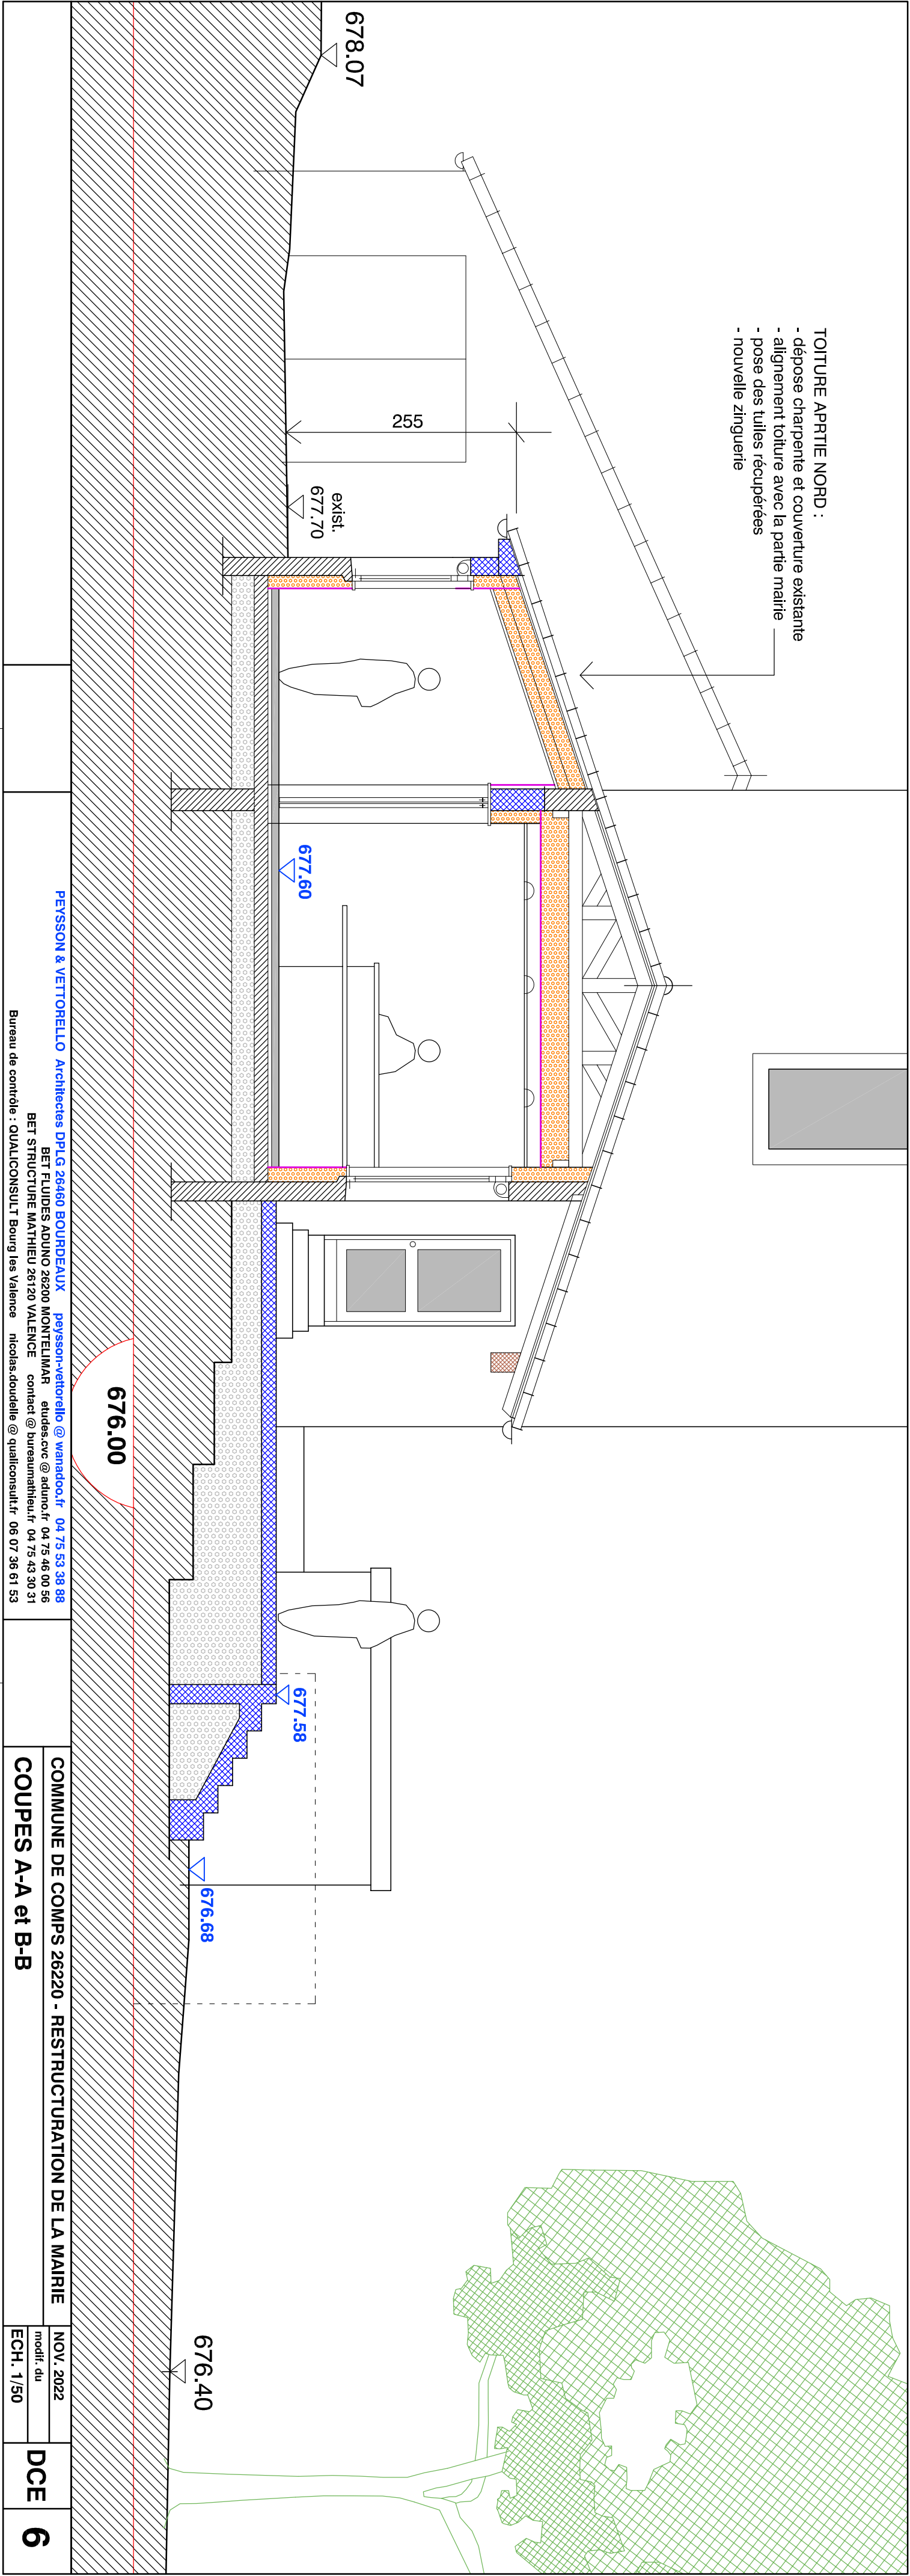 TOITURE APRTIE NORD :
- dépose charpente et couverture existante
- alignement toiture avec la partie mairie
- pose des tuiles récupérées
- nouvelle zinguerie
678.07
255
exist.
677.70
677.60
677.58
676.68
676.40
676.00
PEYSSON & VETTORELLO Architectes DPLG 26460 BOURDEAUX peysson-vettorello @ wanadoo.fr 04 75 53 38 88
BET FLUIDES ADUNO 26200 MONTELIMAR etudes.cvc @ aduno.fr 04 75 46 00 56
BET STRUCTURE MATHIEU 26120 VALENCE contact @ bureaumathieu.fr 04 75 43 30 31
Bureau de contrôle : QUALICONSULT Bourg les Valence nicolas.doudelle @ qualiconsult.fr 06 07 36 61 53
COMMUNE DE COMPS 26220 - RESTRUCTURATION DE LA MAIRIE
COUPES A-A et B-B
NOV. 2022
modif. du
ECH. 1/50
DCE
6